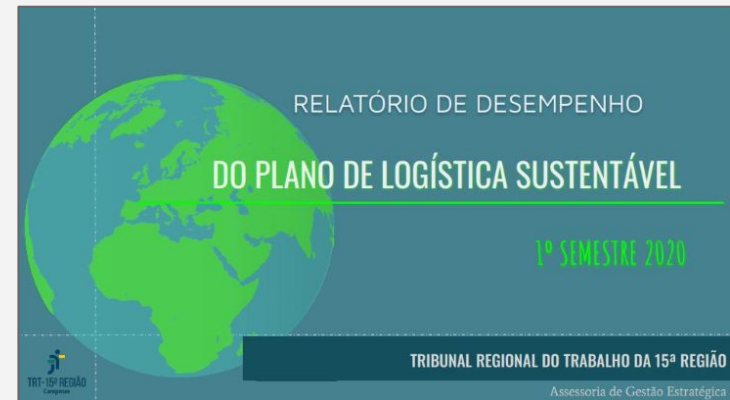 RELATÓRIO DE DESEMPENHO
DO PLANO DE LOGÍSTICA SUSTENTÁVEL
1º SEMESTRE 2020
TRIBUNAL REGIONAL DO TRABALHO DA 15ª REGIÃO
TRT-15ª REGIÃO
Campinas
Assessoria de Gestão Estratégica